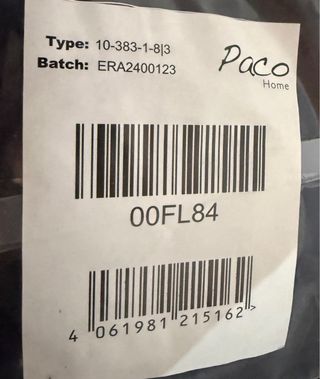 Type: 10-383-1-8|3
Batch: ERA2400123
Paco
Home
00FL84
4 061981 215162 >